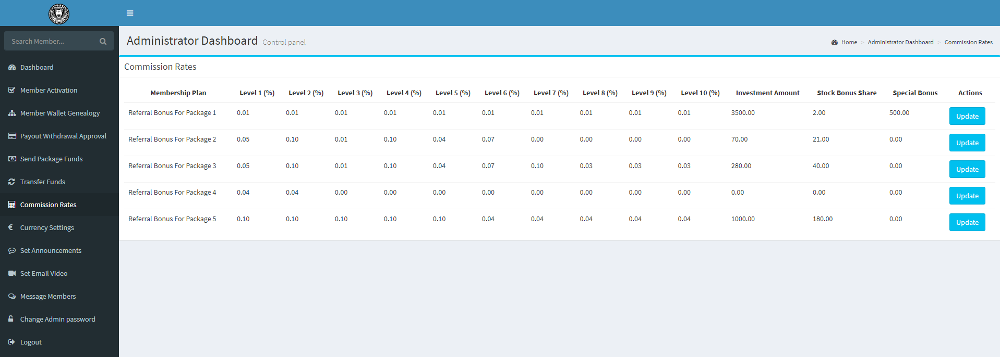 Search Member...
Dashboard
Member Activation
Member Wallet Genealogy
Payout Withdrawal Approval
Send Package Funds
Transfer Funds
Commission Rates
Currency Settings
Set Announcements
Set Email Video
Message Members
Change Admin password
Logout
Administrator Dashboard Control panel
Home > Administrator Dashboard > Commission Rates
Commission Rates
Membership Plan Level 1 (%) Level 2 (%) Level 3 (%) Level 4 (%) Level 5 (%) Level 6 (%) Level 7 (%) Level 8 (%) Level 9 (%) Level 10 (%) Investment Amount Stock Bonus Share Special Bonus Actions
Referral Bonus For Package 1 0.01 0.01 0.01 0.01 0.01 0.01 0.01 0.01 0.01 0.01 3500.00 2.00 500.00 Update
Referral Bonus For Package 2 0.05 0.10 0.01 0.10 0.04 0.07 0.00 0.00 0.00 0.00 70.00 21.00 0.00 Update
Referral Bonus For Package 3 0.05 0.10 0.01 0.10 0.04 0.07 0.10 0.03 0.03 0.03 280.00 40.00 0.00 Update
Referral Bonus For Package 4 0.04 0.04 0.00 0.00 0.00 0.00 0.00 0.00 0.00 0.00 0.00 0.00 0.00 Update
Referral Bonus For Package 5 0.10 0.10 0.10 0.10 0.10 0.04 0.04 0.04 0.04 0.04 1000.00 180.00 0.00 Update